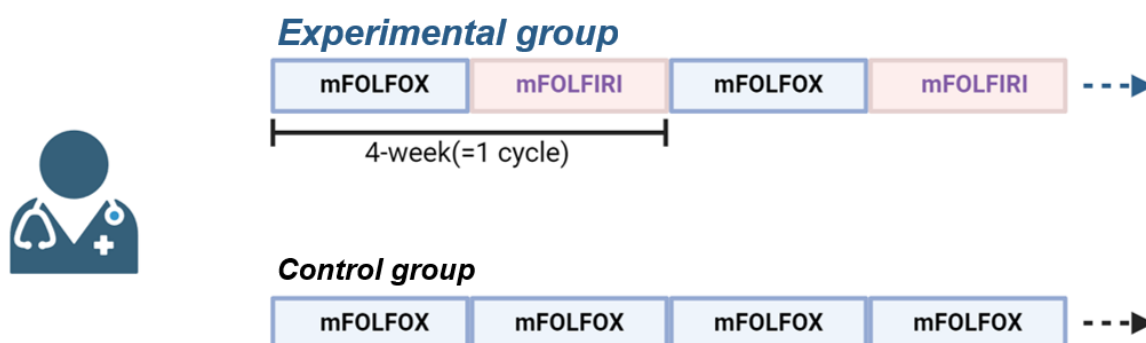 Experimental group
mFOLFOX mFOLFIRI mFOLFOX mFOLFIRI
4-week(=1 cycle)
Control group
mFOLFOX mFOLFOX mFOLFOX mFOLFOX